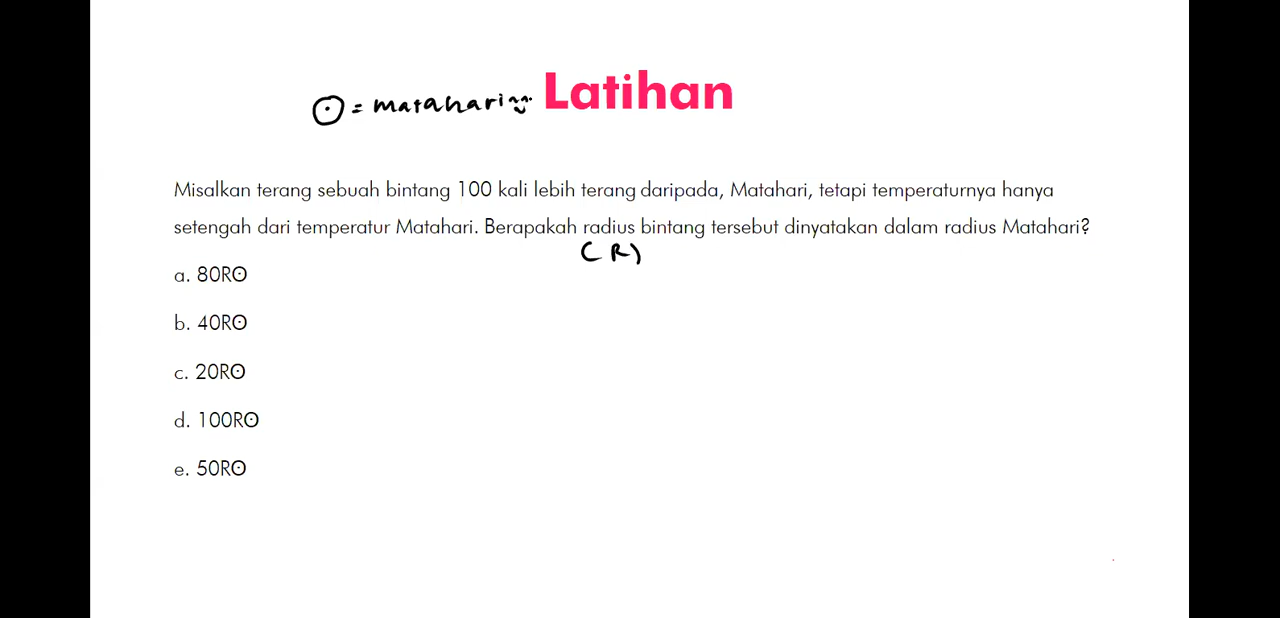 ⊙ = matahari Latihan
Misalkan terang sebuah bintang 100 kali lebih terang daripada, Matahari, tetapi temperaturnya hanya
setengah dari temperatur Matahari. Berapakah radius bintang tersebut dinyatakan dalam radius Matahari?
(R)
a. 80R⊙
b. 40R⊙
c. 20R⊙
d. 100R⊙
e. 50R⊙